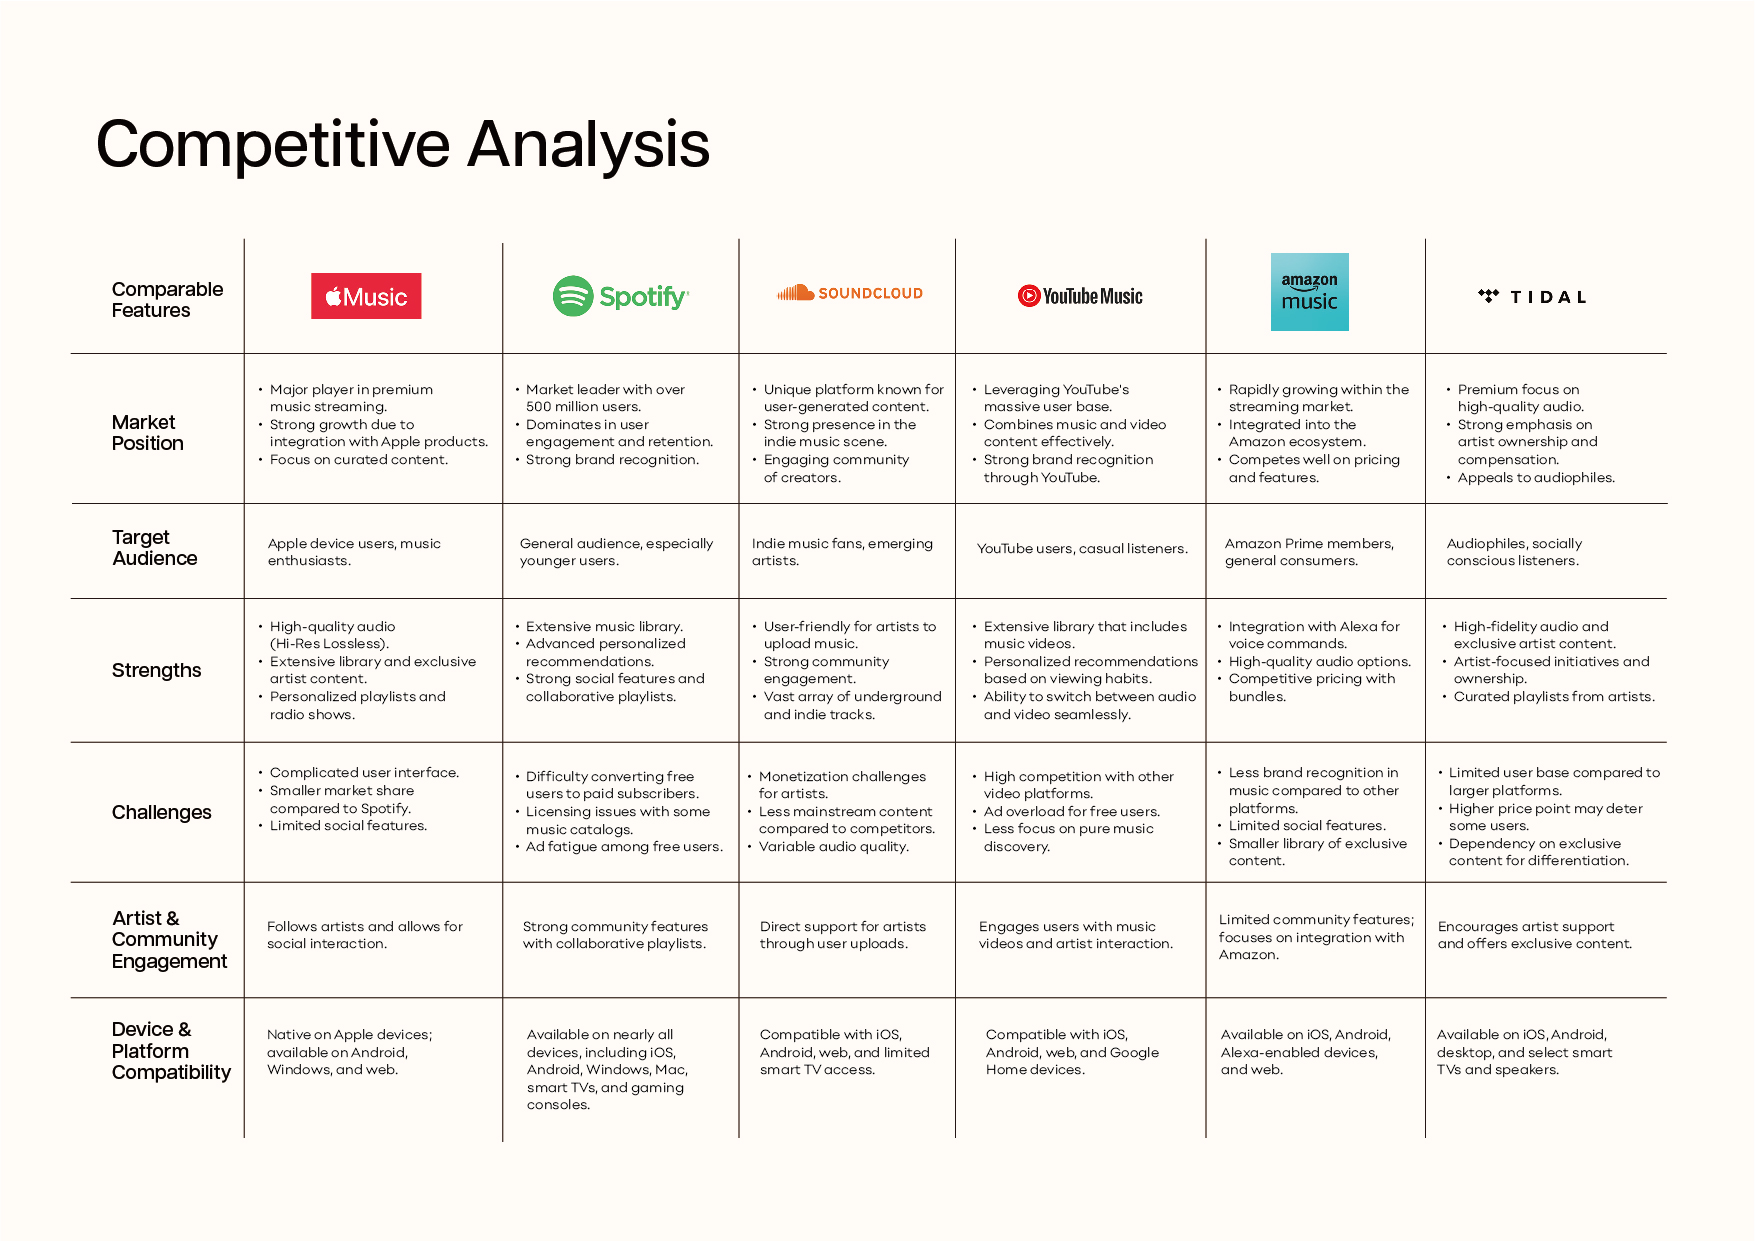 Competitive Analysis
Comparable
Features
Music
Spotify
SOUNDCLOUD
YouTube Music
amazon
music
TIDAL
Market
Position
• Major player in premium
music streaming.
• Strong growth due to
integration with Apple products.
• Focus on curated content.
• Market leader with over
500 million users.
• Dominates in user
engagement and retention.
• Strong brand recognition.
• Unique platform known for
user-generated content.
• Strong presence in the
indie music scene.
• Engaging community
of creators.
• Leveraging YouTube's
massive user base.
• Combines music and video
content effectively.
• Strong brand recognition
through YouTube.
• Rapidly growing within the
streaming market.
• Integrated into the
Amazon ecosystem.
• Competes well on pricing
and features.
• Premium focus on
high-quality audio.
• Strong emphasis on
artist ownership and
compensation.
• Appeals to audiophiles.
Target
Audience
Apple device users, music
enthusiasts.
General audience, especially
younger users.
Indie music fans, emerging
artists.
YouTube users, casual listeners.
Amazon Prime members,
general consumers.
Audiophiles, socially
conscious listeners.
Strengths
• High-quality audio
(Hi-Res Lossless).
• Extensive library and exclusive
artist content.
• Personalized playlists and
radio shows.
• Extensive music library.
• Advanced personalized
recommendations.
• Strong social features and
collaborative playlists.
• User-friendly for artists to
upload music.
• Strong community
engagement.
• Vast array of underground
and indie tracks.
• Extensive library that includes
music videos.
• Personalized recommendations
based on viewing habits.
• Ability to switch between audio
and video seamlessly.
• Integration with Alexa for
voice commands.
• High-quality audio options.
• Competitive pricing with
bundles.
• High-fidelity audio and
exclusive artist content.
• Artist-focused initiatives and
ownership.
• Curated playlists from artists.
Challenges
• Complicated user interface.
• Smaller market share
compared to Spotify.
• Limited social features.
• Difficulty converting free
users to paid subscribers.
• Licensing issues with some
music catalogs.
• Ad fatigue among free users.
• Monetization challenges
for artists.
• Less mainstream content
compared to competitors.
• Variable audio quality.
• High competition with other
video platforms.
• Ad overload for free users.
• Less focus on pure music
discovery.
• Less brand recognition in
music compared to other
platforms.
• Limited social features.
• Smaller library of exclusive
content.
• Limited user base compared to
larger platforms.
• Higher price point may deter
some users.
• Dependency on exclusive
content for differentiation.
Artist &
Community
Engagement
Follows artists and allows for
social interaction.
Strong community features
with collaborative playlists.
Direct support for artists
through user uploads.
Engages users with music
videos and artist interaction.
Limited community features;
focuses on integration with
Amazon.
Encourages artist support
and offers exclusive content.
Device &
Platform
Compatibility
Native on Apple devices;
available on Android,
Windows, and web.
Available on nearly all
devices, including iOS,
Android, Windows, Mac,
smart TVs, and gaming
consoles.
Compatible with iOS,
Android, web, and limited
smart TV access.
Compatible with iOS,
Android, web, and Google
Home devices.
Available on iOS, Android,
Alexa-enabled devices,
and web.
Available on iOS, Android,
desktop, and select smart
TVs and speakers.